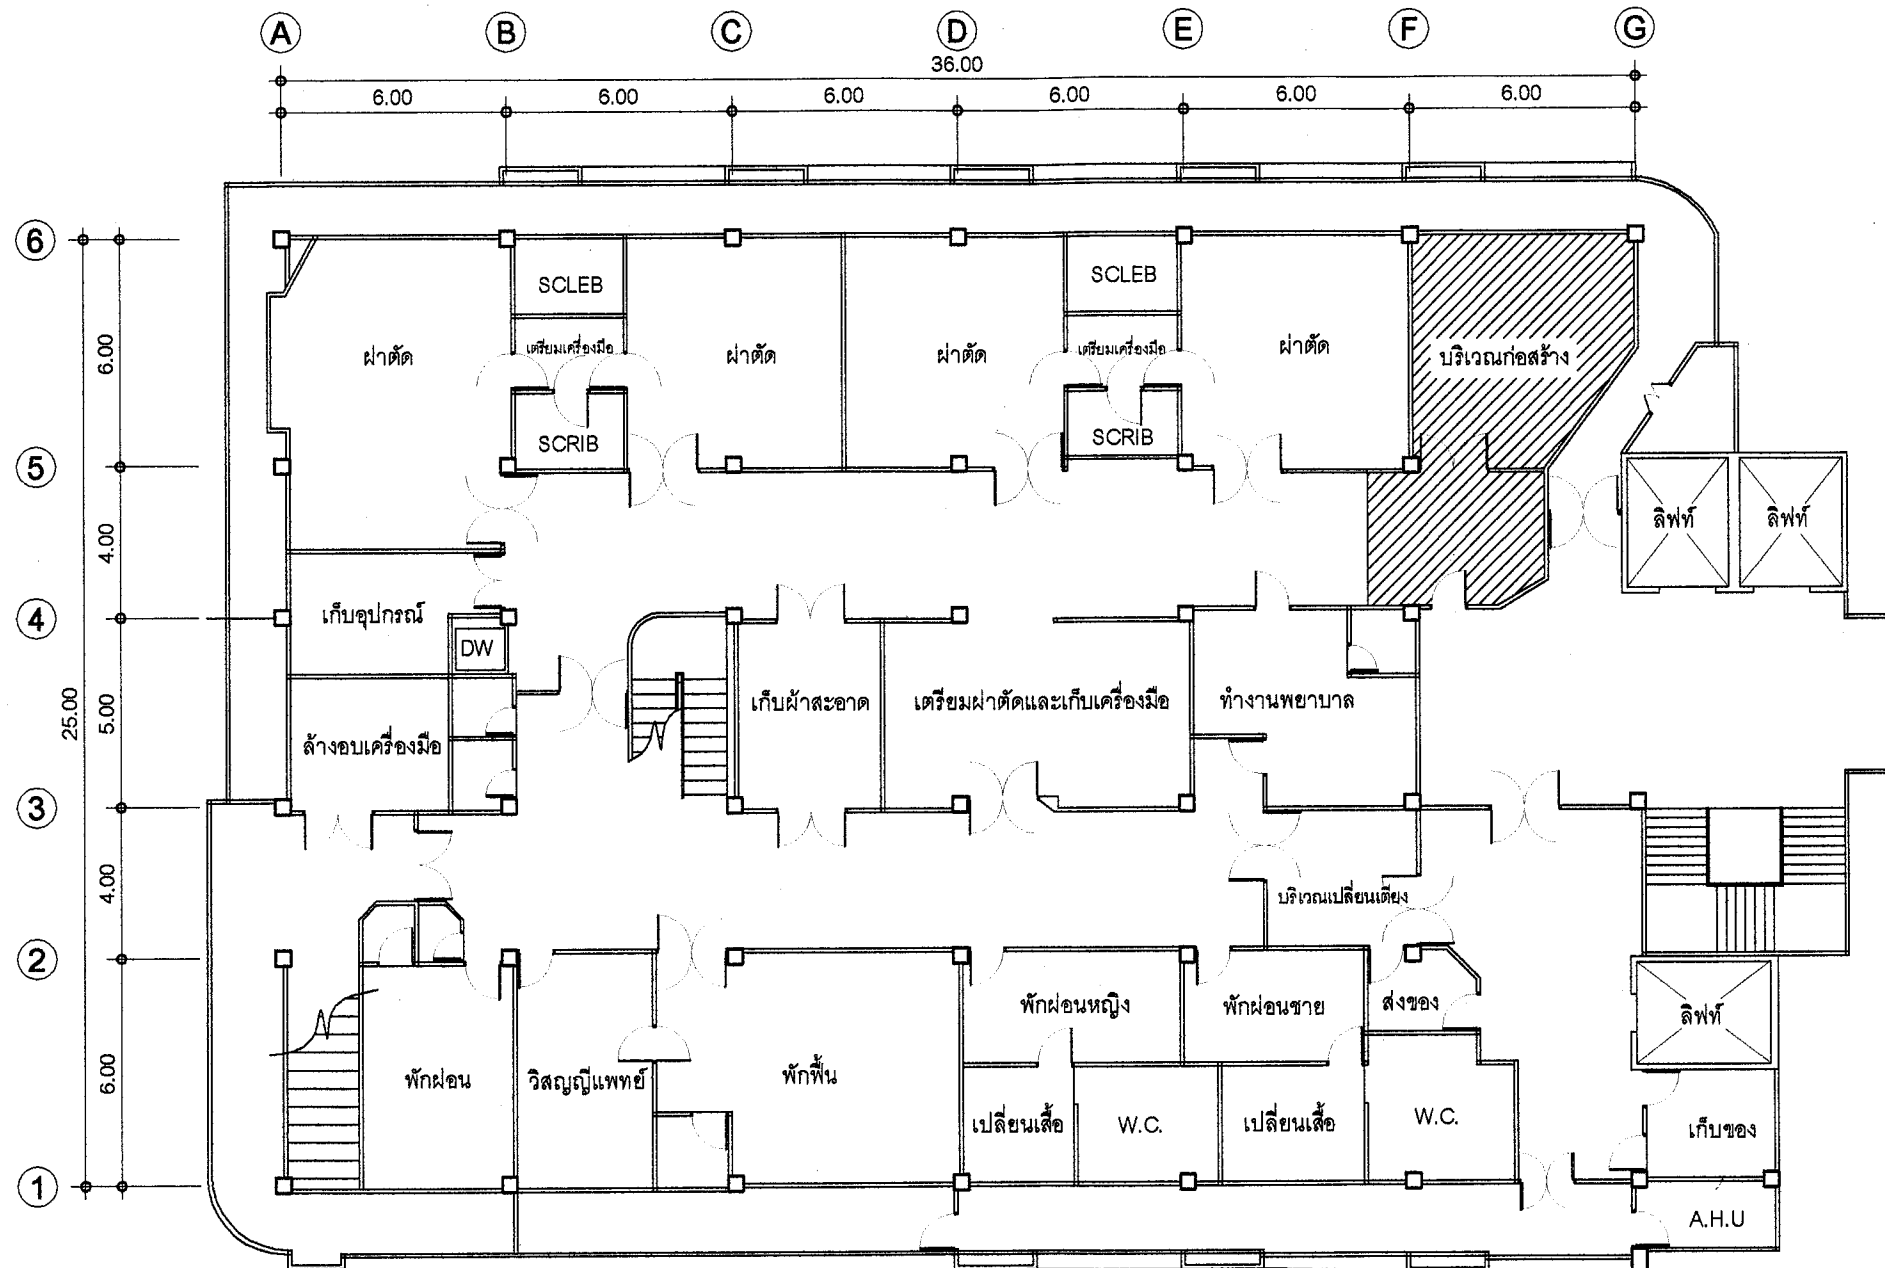 A B C D E F G
36.00
6.00 6.00 6.00 6.00 6.00 6.00
6
SCLEB SCLEB
6.00
ผ่าตัด เตรียมเครื่องมือ ผ่าตัด ผ่าตัด เตรียมเครื่องมือ ผ่าตัด บริเวณก่อสร้าง
SCRIB SCRIB
5
ลิฟท์ ลิฟท์
4.00
4
เก็บอุปกรณ์
DW
25.00
5.00
เก็บผ้าสะอาด เตรียมผ่าตัดและเก็บเครื่องมือ ทำงานพยาบาล
ล้างอบเครื่องมือ
3
4.00
บริเวณเปลี่ยนเตียง
2
พักผ่อนหญิง พักผ่อนชาย ส่งของ ลิฟท์
6.00
พักผ่อน วิสญญีแพทย์ พักฟื้น
เปลี่ยนเสื้อ W.C. เปลี่ยนเสื้อ W.C. เก็บของ
1
A.H.U